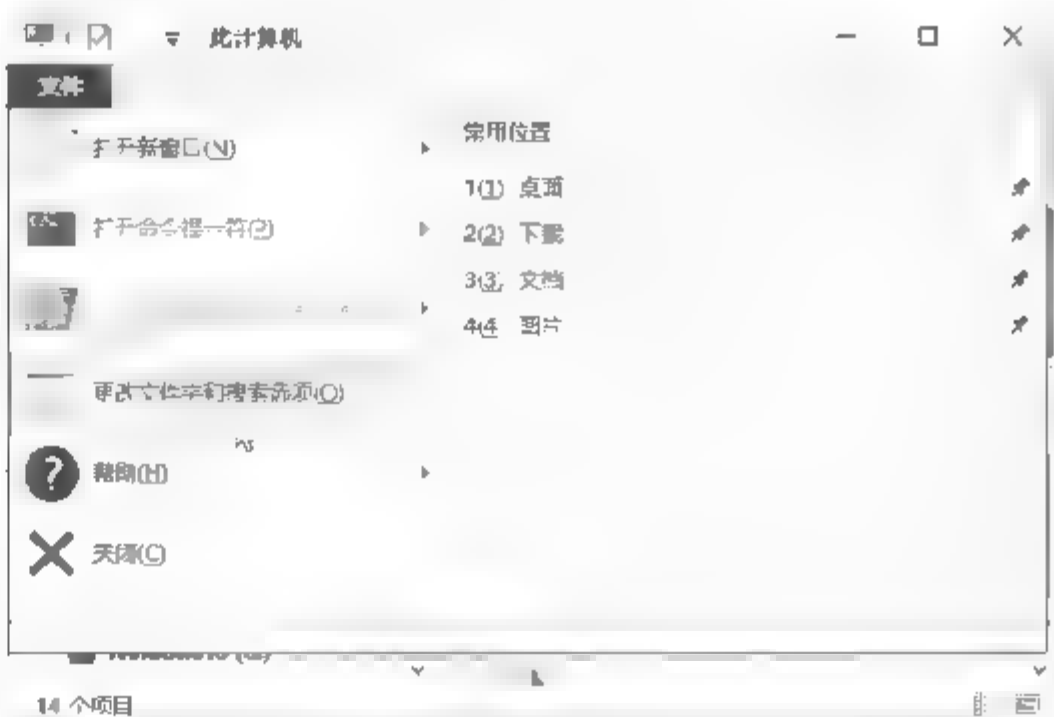 此计算机
文件
打开新窗口(N)
打开命令提示符(P)
更改文件夹和搜索选项(O)
帮助(H)
关闭(C)
常用位置
1(1) 桌面
2(2) 下载
3(3) 文档
4(4 图片
14 个项目